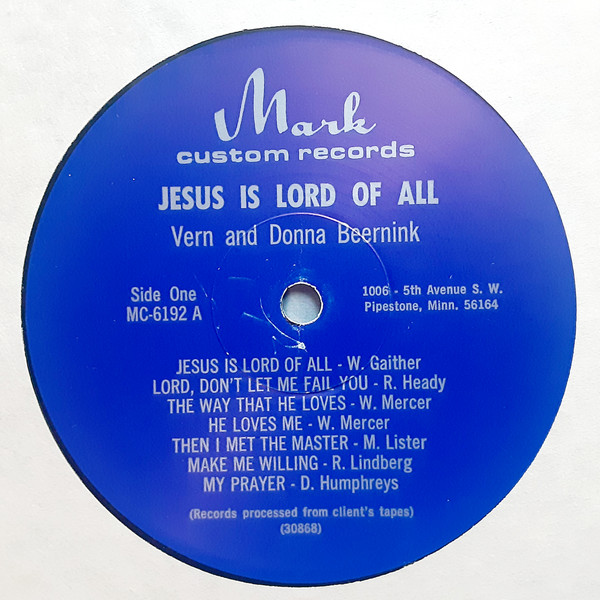 Mark
custom records
JESUS IS LORD OF ALL
Vern and Donna Beernink
Side One
MC-6192 A
1006 - 5th Avenue S. W.
Pipestone, Minn. 56164
JESUS IS LORD OF ALL - W. Gaither
LORD, DON'T LET ME FAIL YOU - R. Heady
THE WAY THAT HE LOVES - W. Mercer
HE LOVES ME - W. Mercer
THEN I MET THE MASTER - M. Lister
MAKE ME WILLING - R. Lindberg
MY PRAYER - D. Humphreys
(Records processed from client's tapes)
(30868)